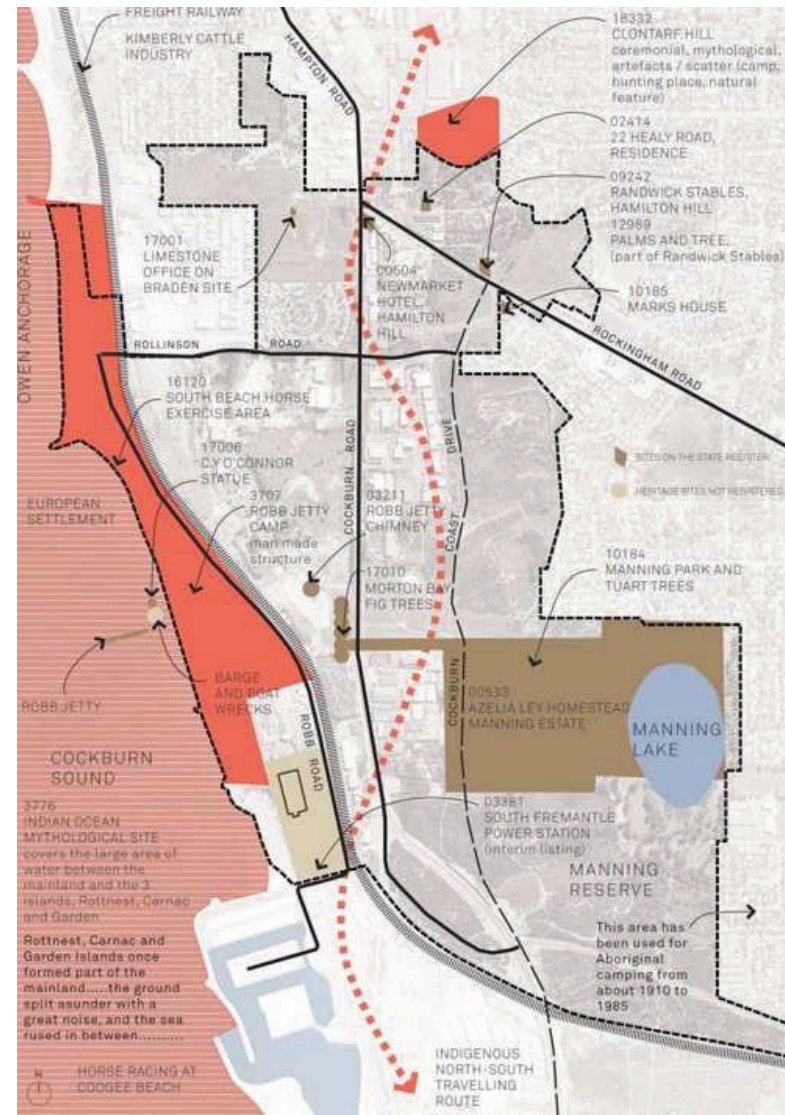 FREIGHT RAILWAY
KIMBERLY CATTLE
INDUSTRY
HAMPTON ROAD
18332
CLONTARF HILL
ceremonial, mythological,
artefacts / scatter (camp,
hunting place, natural
feature)
02414
22 HEALY ROAD,
RESIDENCE
09242
RANDWICK STABLES,
HAMILTON HILL
12989
PALMS AND TREE,
(part of Randwick Stables)
10185
MARKS HOUSE
OWEN ANCHORAGE
17001
LIMESTONE
OFFICE ON
BRADEN SITE
00504
NEWMARKET
HOTEL,
HAMILTON
HILL
ROLLINSON ROAD
ROCKINGHAM ROAD
16120
SOUTH BEACH HORSE
EXERCISE AREA
17006
C.Y O'CONNOR
STATUE
EUROPEAN
SETTLEMENT
3707
ROBB JETTY
CAMP
man made
structure
COCKBURN ROAD
03211
ROBB JETTY
CHIMNEY
COCKBURN COAST DRIVE
SITES ON THE STATE REGISTER
HERITAGE SITES NOT REGISTERED
17010
MORTON BAY
FIG TREES
10184
MANNING PARK AND
TUART TREES
ROBB JETTY
BARGE
AND BOAT
WRECKS
ROBB ROAD
00533
AZELIA LEY HOMESTEAD
MANNING ESTATE
MANNING
LAKE
COCKBURN
SOUND
3776
INDIAN OCEAN
MYTHOLOGICAL SITE
covers the large area of
water between the
mainland and the 3
islands, Rottnest, Carnac
and Garden
Rottnest, Carnac and
Garden Islands once
formed part of the
mainland.....the ground
split asunder with a
great noise, and the sea
rused in between..........
03381
SOUTH FREMANTLE
POWER STATION
(interim listing)
MANNING
RESERVE
This area has
been used for
Aboriginal
camping from
about 1910 to
1985
N
HORSE RACING AT
COOGEE BEACH
INDIGENOUS
NORTH-SOUTH
TRAVELLING
ROUTE